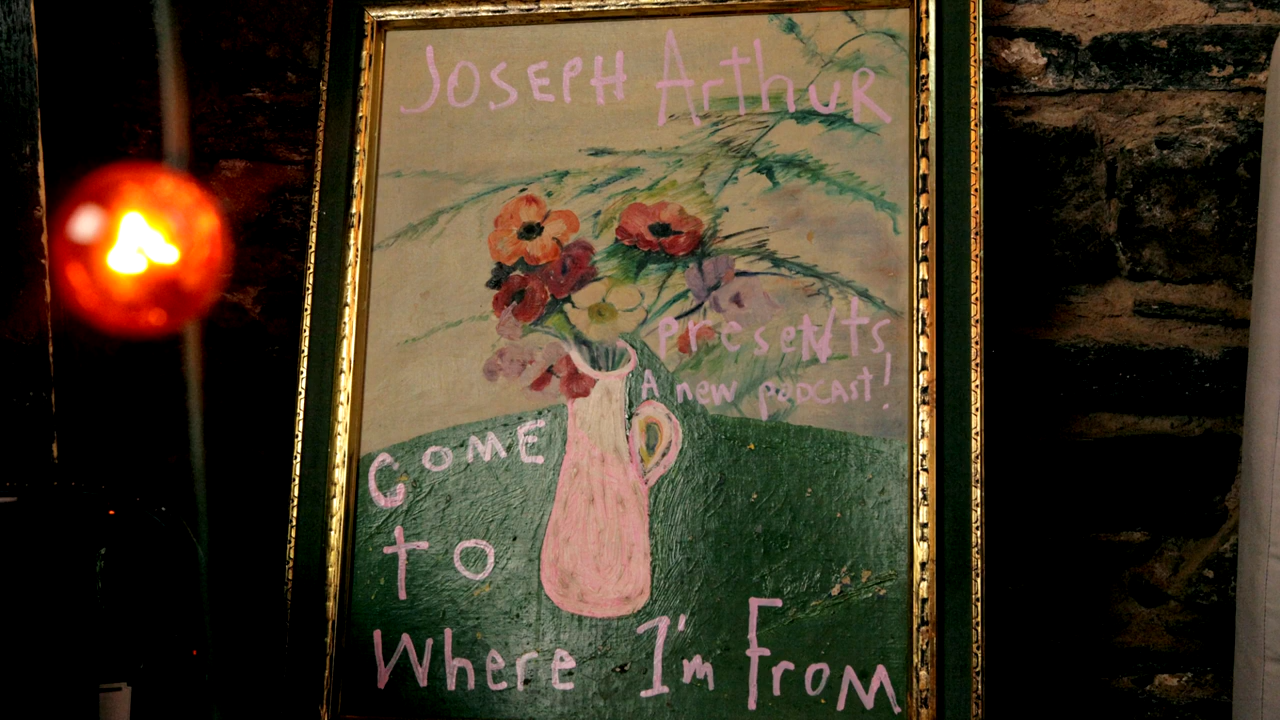 JOSEPH ArthuR
presents
A new podcast!
COME
to
Where I'm From